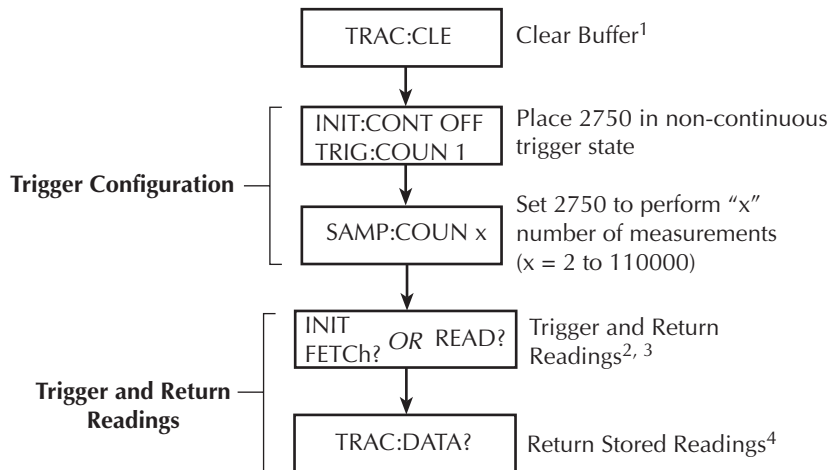 TRAC:CLE
Clear Buffer1
Trigger Configuration
INIT:CONT OFF
TRIG:COUN 1
Place 2750 in non-continuous
trigger state
SAMP:COUN x
Set 2750 to perform “x”
number of measurements
(x = 2 to 110000)
Trigger and Return
Readings
INIT
FETCh? OR READ?
Trigger and Return
Readings2, 3
TRAC:DATA?
Return Stored Readings4